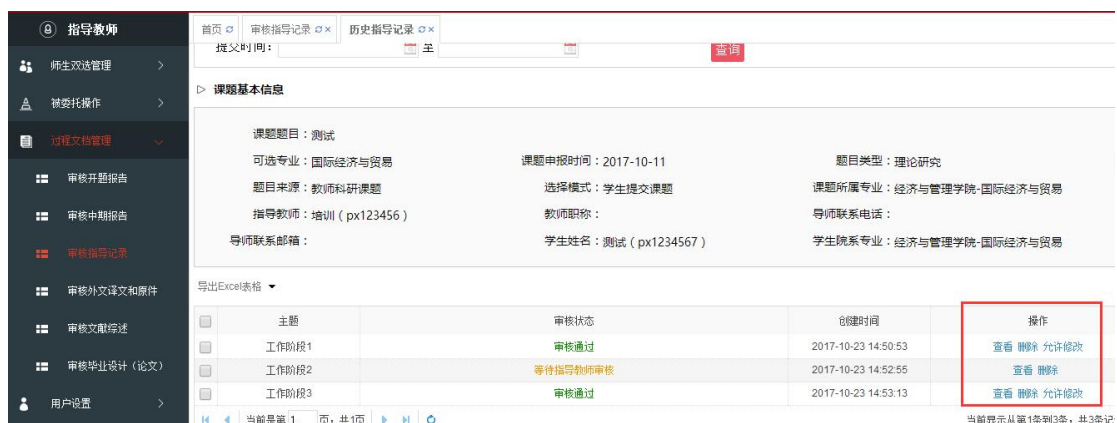 指导教师
首页 审核指导记录 历史指导记录
提交时间： 至 查询
师生双选管理
课题基本信息
被委托操作
课题题目：测试
过程文档管理
可选专业：国际经济与贸易 课题申报时间：2017-10-11 题目类型：理论研究
审核开题报告
题目来源：教师科研课题 选择模式：学生提交课题 课题所属专业：经济与管理学院-国际经济与贸易
审核中期报告
指导教师：培训（px123456） 教师职称： 导师联系电话：
审核指导记录
导师联系邮箱： 学生姓名：测试（px1234567） 学生院系专业：经济与管理学院-国际经济与贸易
审核外文译文和原件
导出Excel表格
审核文献综述
主题 审核状态 创建时间 操作
工作阶段1 审核通过 2017-10-23 14:50:53 查看 删除 允许修改
审核毕业设计（论文）
工作阶段2 等待指导教师审核 2017-10-23 14:52:55 查看 删除
工作阶段3 审核通过 2017-10-23 14:53:13 查看 删除 允许修改
用户设置
当前是第 1 页，共1页 当前显示从第1条到3条，共3条记